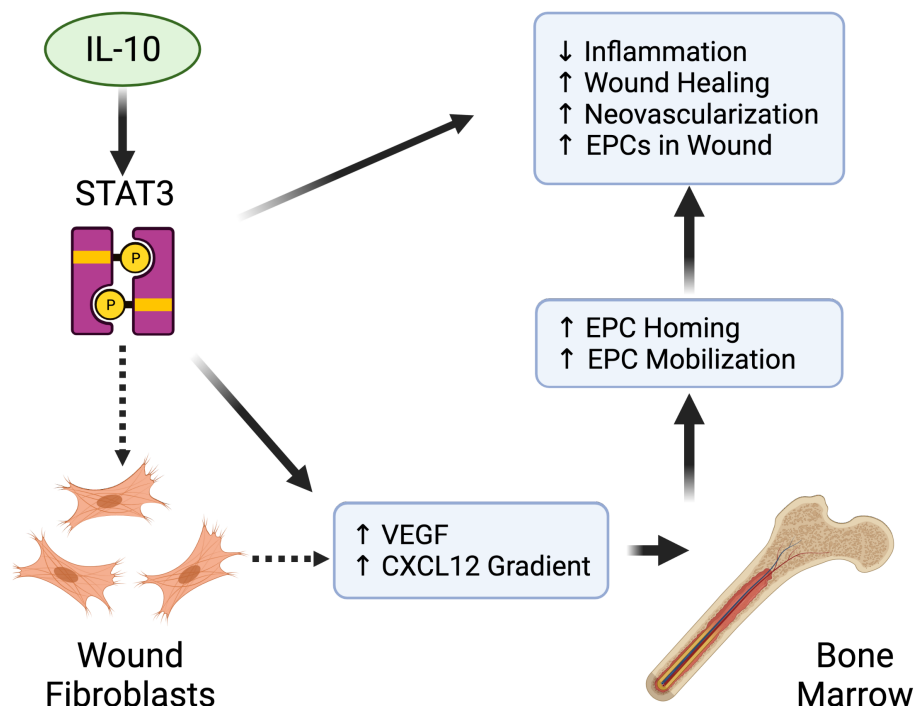 IL-10
STAT3
P
P
↓ Inflammation
↑ Wound Healing
↑ Neovascularization
↑ EPCs in Wound
↑ EPC Homing
↑ EPC Mobilization
↑ VEGF
↑ CXCL12 Gradient
Wound
Fibroblasts
Bone
Marrow